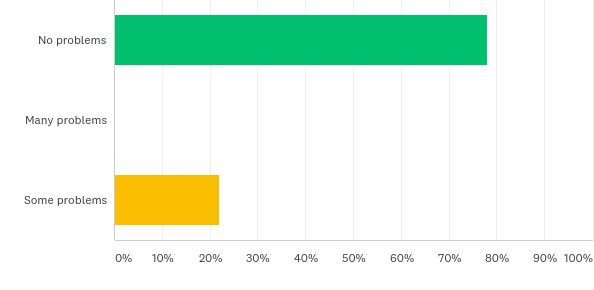 No problems
Many problems
Some problems
0% 10% 20% 30% 40% 50% 60% 70% 80% 90% 100%